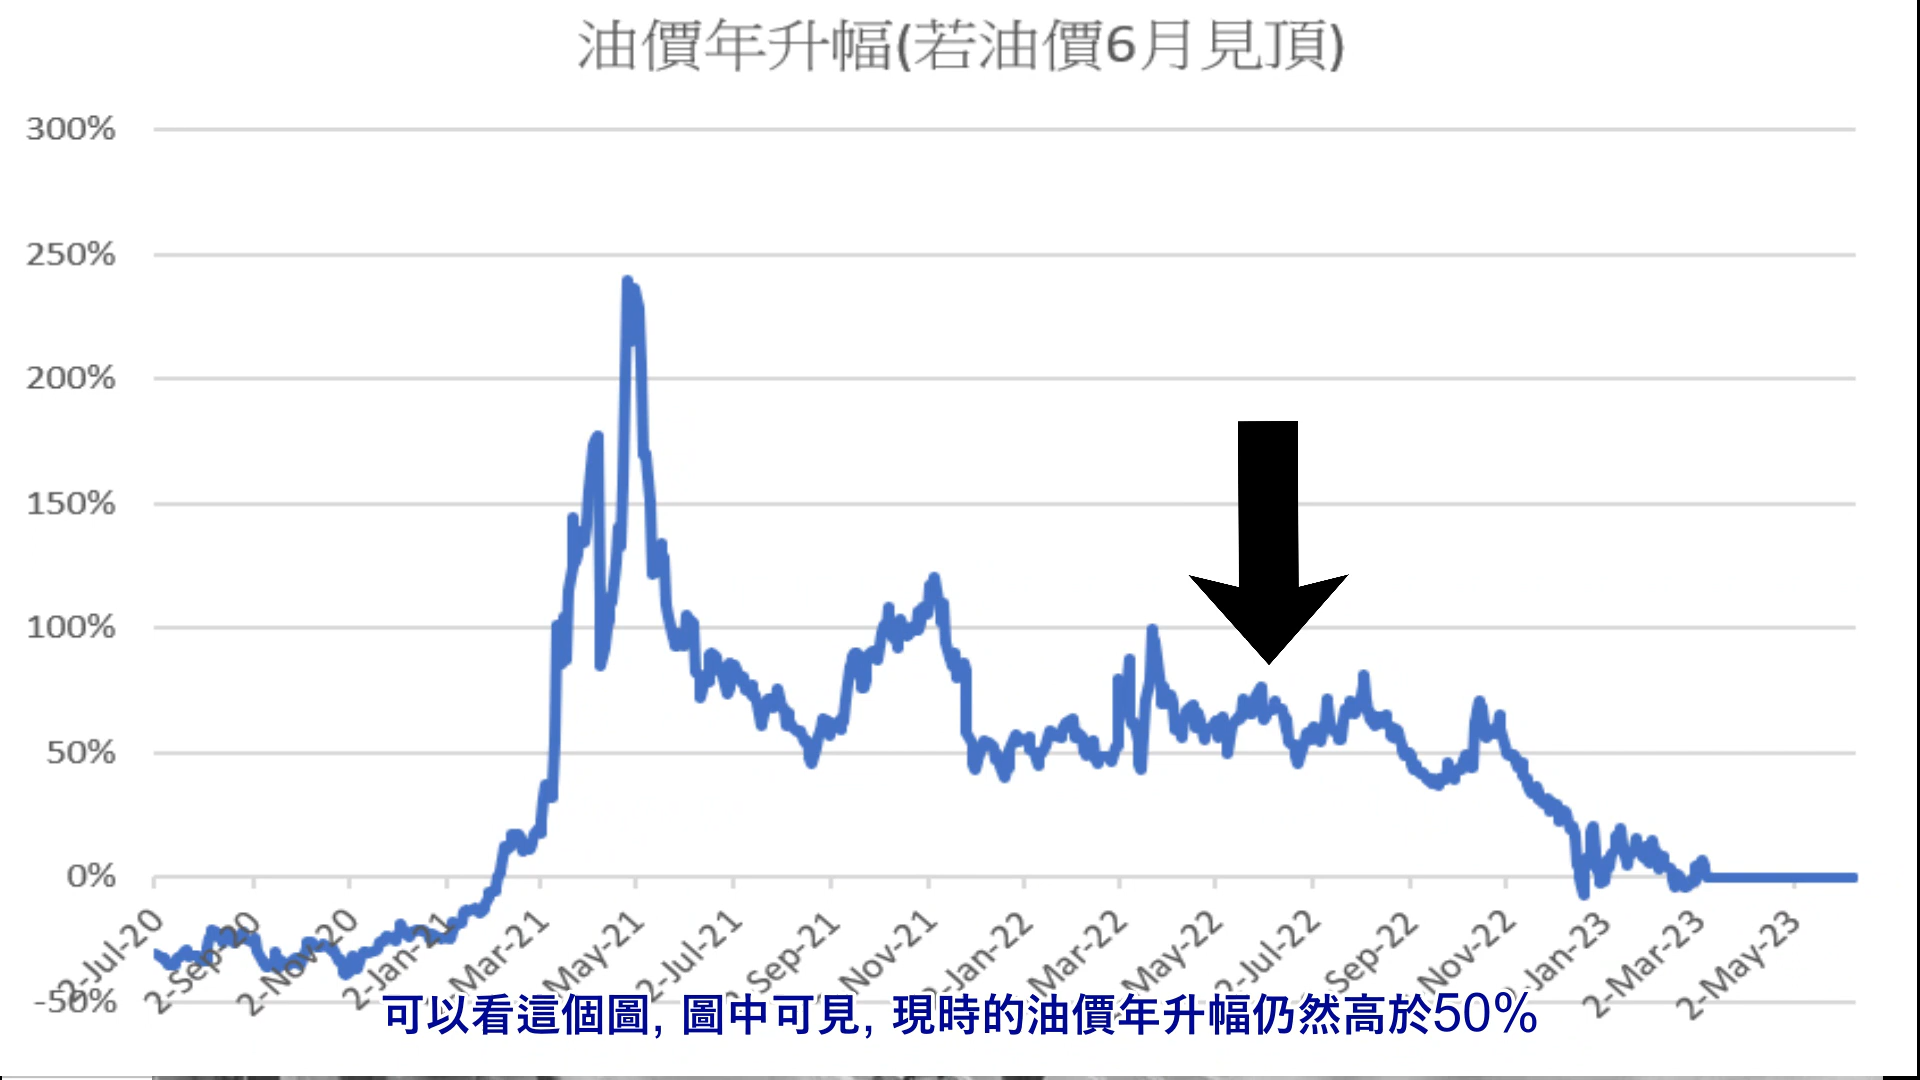 油價年升幅(若油價6月見頂)
300%
250%
200%
150%
100%
50%
0%
-50%
2-Jul-20
2-Sep-20
2-Nov-20
2-Jan-21
-Mar-21
-May-21
2-Jul-21
-Sep-21
-Nov-21
-Jan-22
-Mar-22
-May-22
2-Jul-22
-Sep-22
-Nov-22
-Jan-23
2-Mar-23
2-May-23
可以看這個圖, 圖中可見, 現時的油價年升幅仍然高於50%